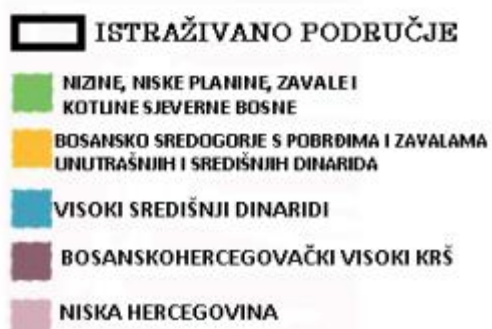 ISTRAŽIVANO PODRUČJE
NIZINE, NISKE PLANINE, ZAVALE I
KOTLINE SJEVERNE BOSNE
BOSANSKO SREDOGORJE S POBRĐIMA I ZAVALAMA
UNUTRAŠNJIH I SREDIŠNJIH DINARIDA
VISOKI SREDIŠNJI DINARIDI
BOSANSKOHERCEGOVAČKI VISOKI KRŠ
NISKA HERCEGOVINA